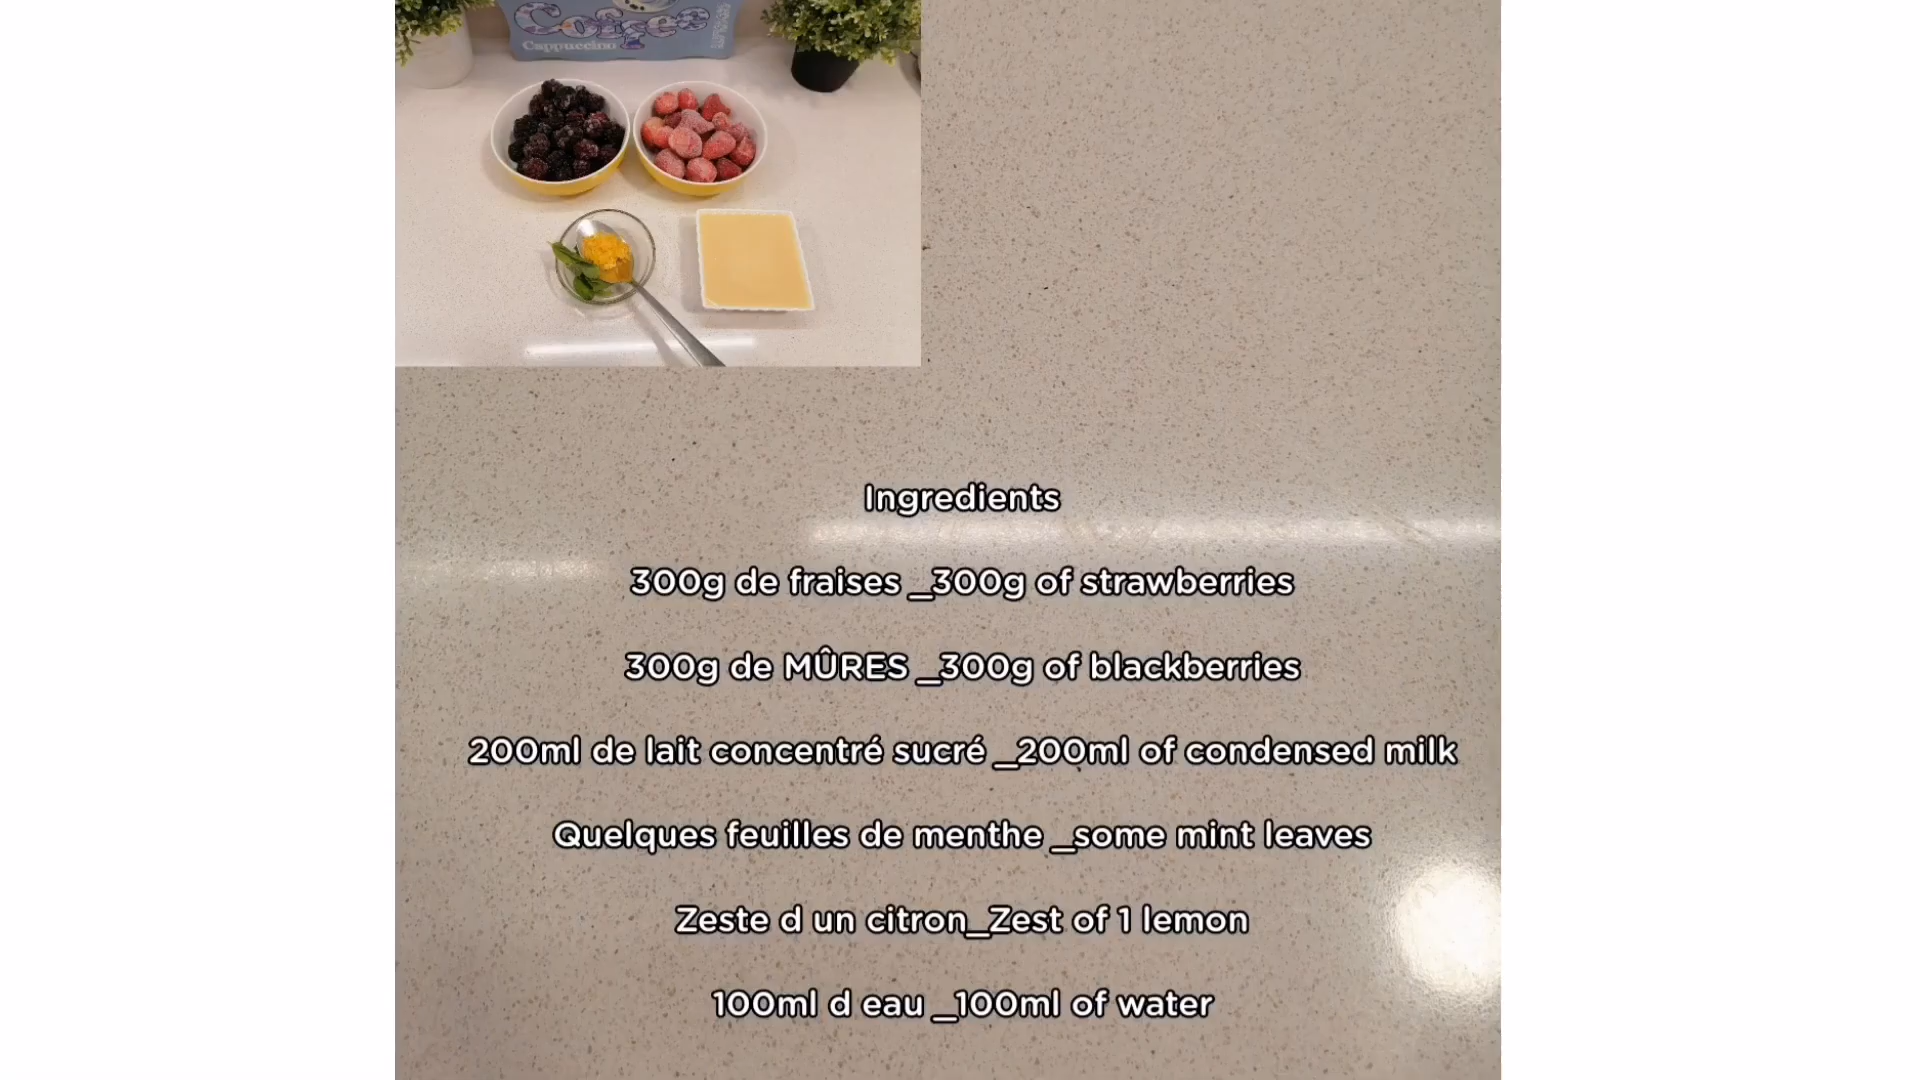 Coffee
Cappuccino
Ingredients
300g de fraises _300g of strawberries
300g de MÛRES _300g of blackberries
200ml de lait concentré sucré _200ml of condensed milk
Quelques feuilles de menthe _some mint leaves
Zeste d un citron_Zest of 1 lemon
100ml d eau _100ml of water